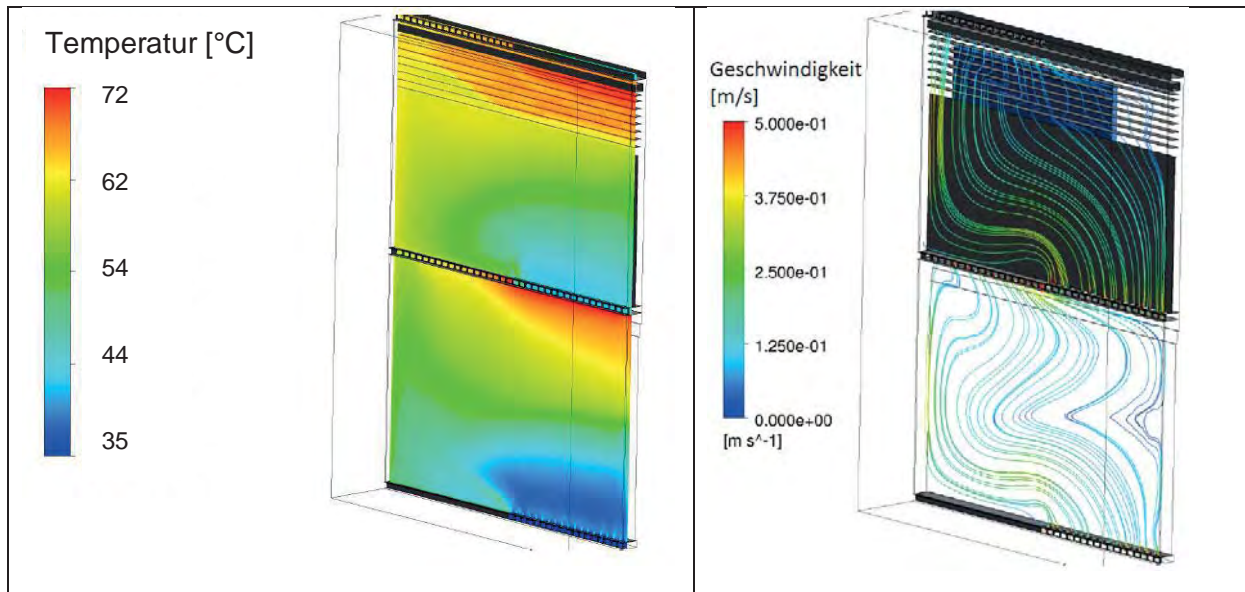 Temperatur [°C]
72
62
54
44
35
Geschwindigkeit
[m/s]
5.000e-01
3.750e-01
2.500e-01
1.250e-01
0.000e+00
[m s^-1]